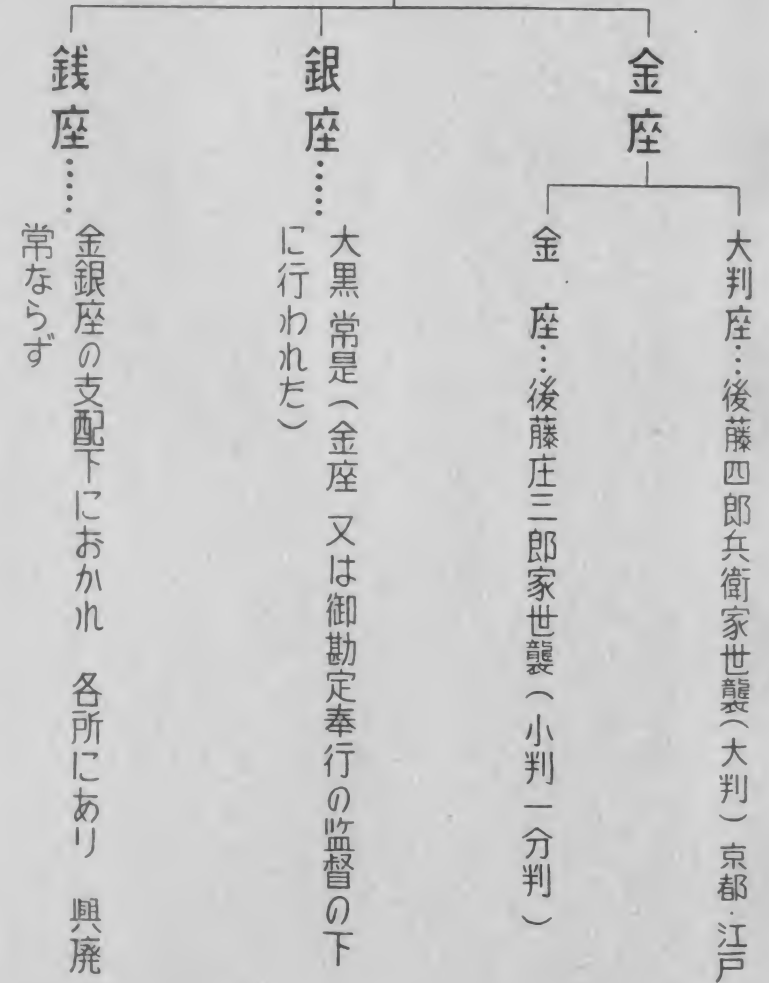 金座
大判座…後藤四郎兵衛家世襲(大判)京都・江戸
金　座…後藤庄三郎家世襲(小判一分判)
銀座……
大黒常是(金座 又は御勘定奉行の監督の下
に行われた)
銭座……
金銀座の支配下におかれ　各所にあり　興廃
常ならず